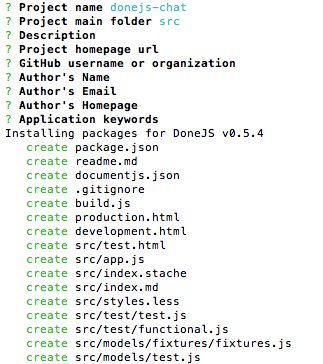 ? Project name donejs-chat
? Project main folder src
? Description
? Project homepage url
? GitHub username or organization
? Author's Name
? Author's Email
? Author's Homepage
? Application keywords
Installing packages for DoneJS v0.5.4
create package.json
create readme.md
create documentjs.json
create .gitignore
create build.js
create production.html
create development.html
create src/test.html
create src/app.js
create src/index.stache
create src/index.md
create src/styles.less
create src/test/test.js
create src/test/functional.js
create src/models/fixtures/fixtures.js
create src/models/test.js